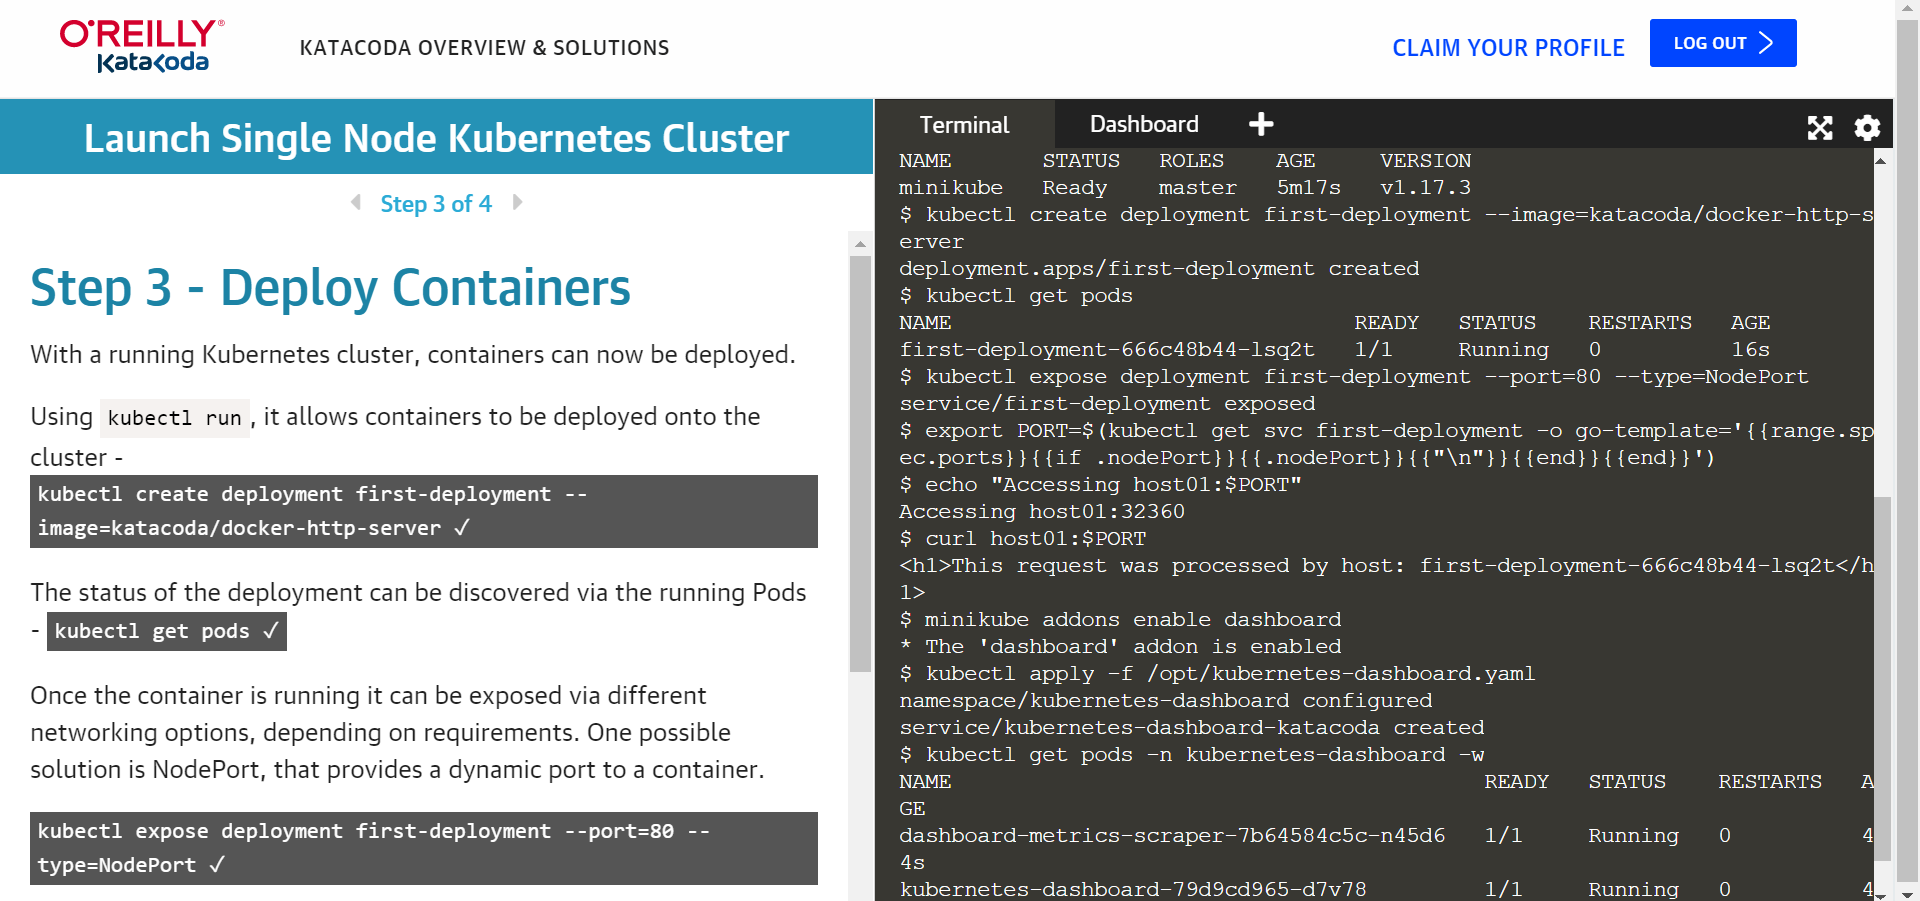 O'REILLY®
Katakoda
KATACODA OVERVIEW & SOLUTIONS
CLAIM YOUR PROFILE
LOG OUT
Launch Single Node Kubernetes Cluster
Step 3 of 4
Step 3 - Deploy Containers
With a running Kubernetes cluster, containers can now be deployed.
Using kubectl run, it allows containers to be deployed onto the
cluster -
kubectl create deployment first-deployment --
image=katacoda/docker-http-server ✓
The status of the deployment can be discovered via the running Pods
- kubectl get pods ✓
Once the container is running it can be exposed via different
networking options, depending on requirements. One possible
solution is NodePort, that provides a dynamic port to a container.
kubectl expose deployment first-deployment --port=80 --
type=NodePort ✓
Terminal
Dashboard
NAME STATUS ROLES AGE VERSION
minikube Ready master 5m17s v1.17.3
$ kubectl create deployment first-deployment --image=katacoda/docker-http-s
erver
deployment.apps/first-deployment created
$ kubectl get pods
NAME READY STATUS RESTARTS AGE
first-deployment-666c48b44-lsq2t 1/1 Running 0 16s
$ kubectl expose deployment first-deployment --port=80 --type=NodePort
service/first-deployment exposed
$ export PORT=$(kubectl get svc first-deployment -o go-template='{{range.sp
ec.ports}}{{if .nodePort}}{{.nodePort}}{{"\n"}}{{end}}{{end}}')
$ echo "Accessing host01:$PORT"
Accessing host01:32360
$ curl host01:$PORT
<h1>This request was processed by host: first-deployment-666c48b44-lsq2t</h
1>
$ minikube addons enable dashboard
* The 'dashboard' addon is enabled
$ kubectl apply -f /opt/kubernetes-dashboard.yaml
namespace/kubernetes-dashboard configured
service/kubernetes-dashboard-katacoda created
$ kubectl get pods -n kubernetes-dashboard -w
NAME READY STATUS RESTARTS A
GE
dashboard-metrics-scraper-7b64584c5c-n45d6 1/1 Running 0 4
4s
kubernetes-dashboard-79d9cd965-d7v78 1/1 Running 0 4